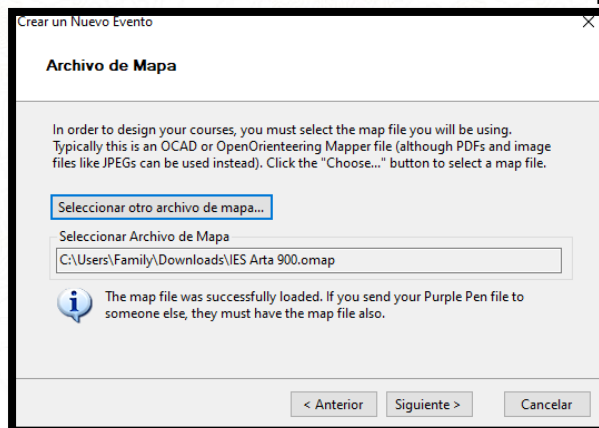 Crear un Nuevo Evento
Archivo de Mapa
In order to design your courses, you must select the map file you will be using.
Typically this is an OCAD or OpenOrienteering Mapper file (although PDFs and image
files like JPEGs can be used instead). Click the "Choose..." button to select a map file.
Seleccionar otro archivo de mapa...
Seleccionar Archivo de Mapa
C:\Users\Family\Downloads\IES Arta 900.omap
The map file was successfully loaded. If you send your Purple Pen file to
someone else, they must have the map file also.
< Anterior Siguiente > Cancelar